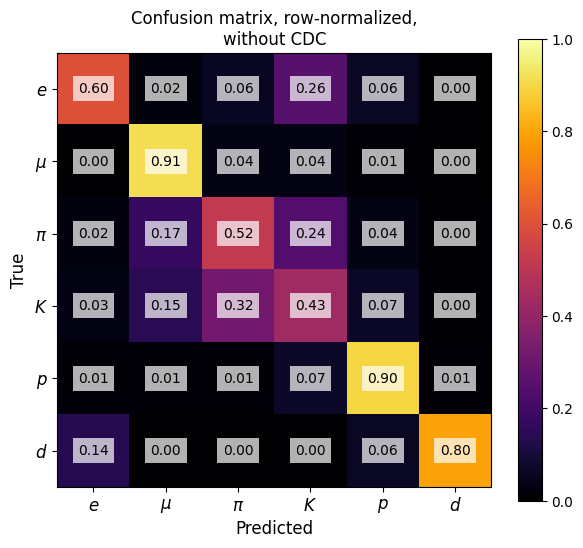 Confusion matrix, row-normalized,
without CDC
1.0
e 0.60 0.02 0.06 0.26 0.06 0.00
μ 0.00 0.91 0.04 0.04 0.01 0.00
0.8
π 0.02 0.17 0.52 0.24 0.04 0.00
0.6
True
K 0.03 0.15 0.32 0.43 0.07 0.00
0.4
p 0.01 0.01 0.01 0.07 0.90 0.01
0.2
d 0.14 0.00 0.00 0.00 0.06 0.80
0.0
e μ π K p d
Predicted